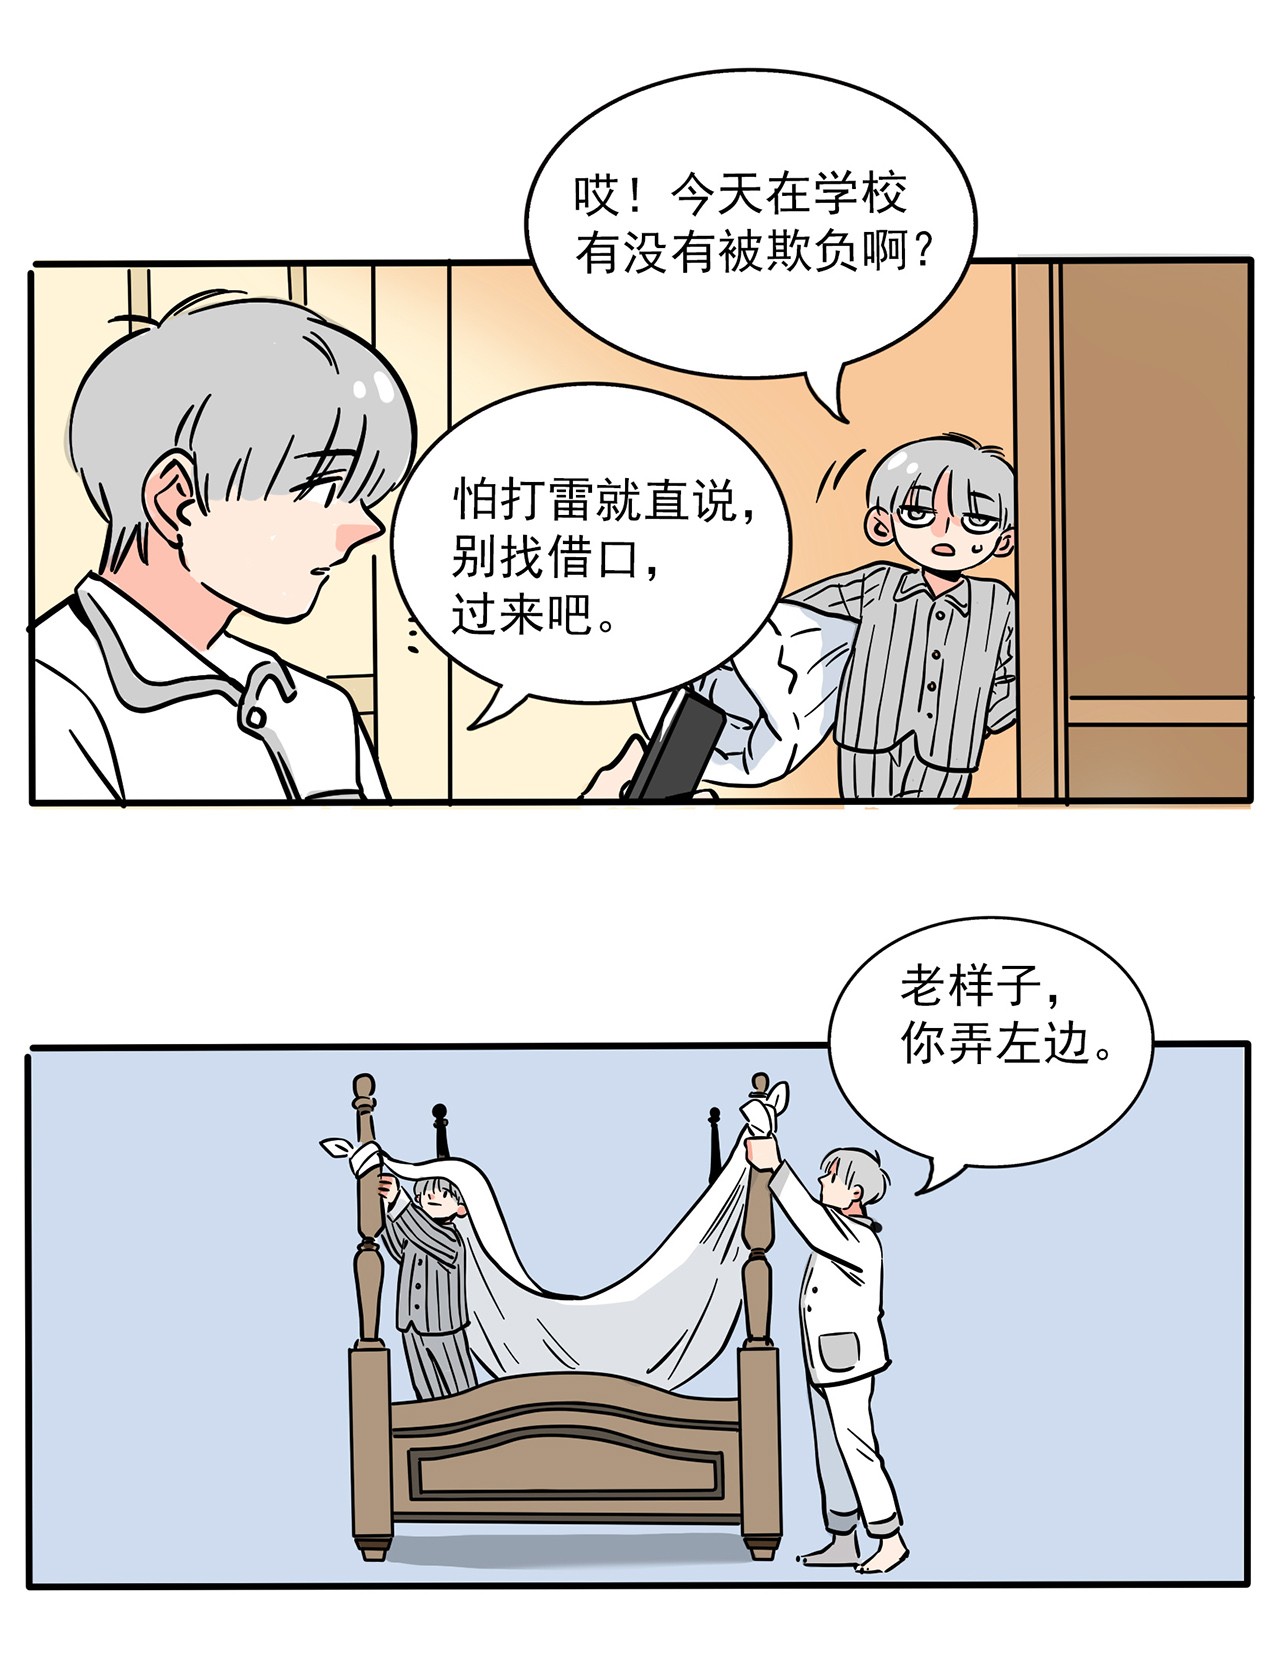 哎！今天在学校
有没有被欺负啊？
怕打雷就直说，
别找借口，
过来吧。
老样子，
你弄左边。